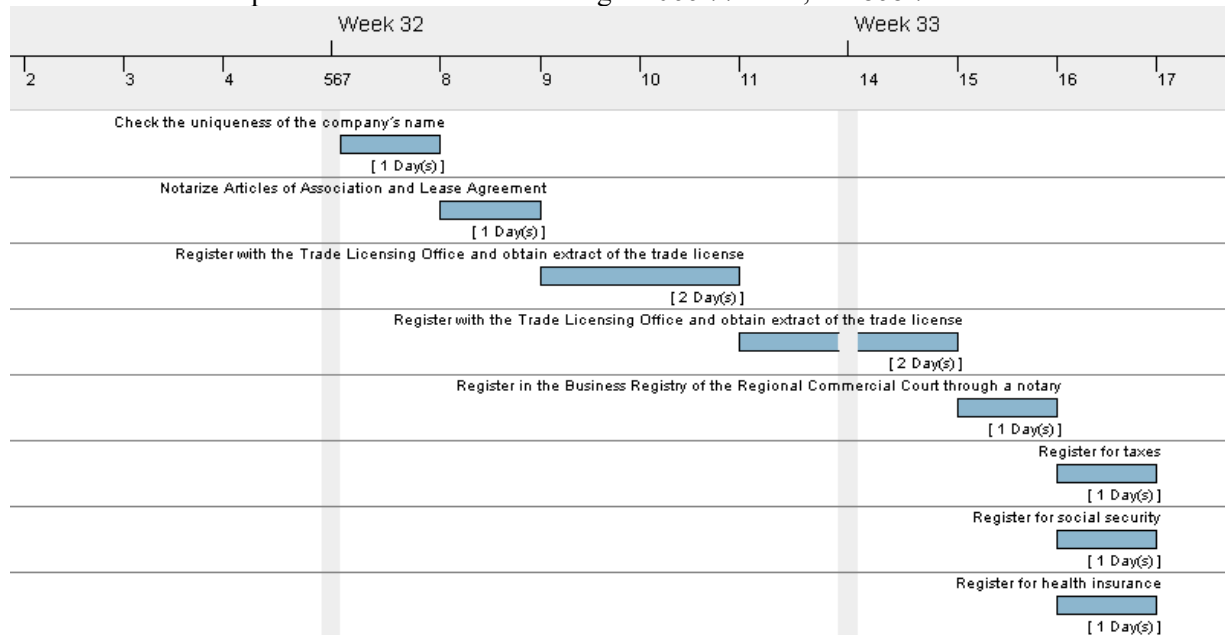 Week 32 Week 33
2 3 4 567 8 9 10 11 14 15 16 17
Check the uniqueness of the company´s name
[ 1 Day(s) ]
Notarize Articles of Association and Lease Agreement
[ 1 Day(s) ]
Register with the Trade Licensing Office and obtain extract of the trade license
[ 2 Day(s) ]
Register with the Trade Licensing Office and obtain extract of the trade license
[ 2 Day(s) ]
Register in the Business Registry of the Regional Commercial Court through a notary
[ 1 Day(s) ]
Register for taxes
[ 1 Day(s) ]
Register for social security
[ 1 Day(s) ]
Register for health insurance
[ 1 Day(s) ]